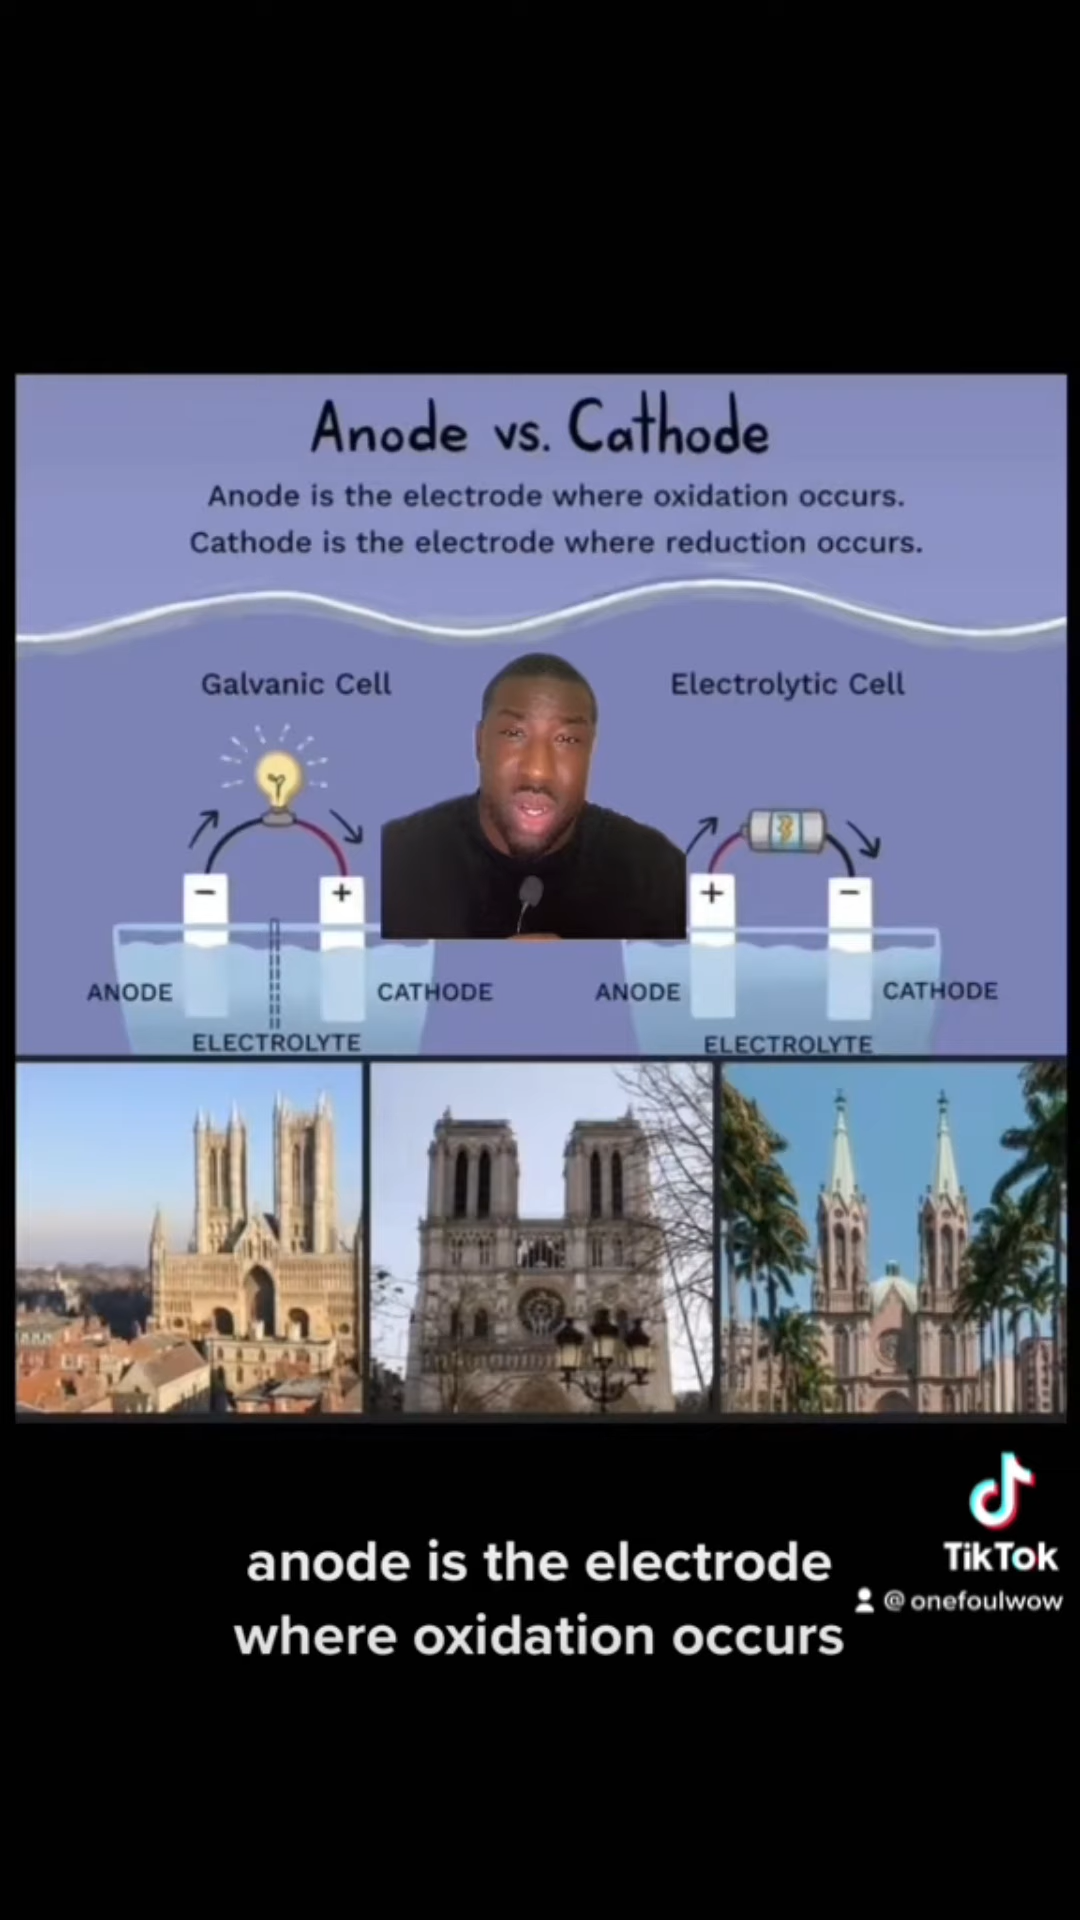 Anode vs. Cathode
Anode is the electrode where oxidation occurs.
Cathode is the electrode where reduction occurs.
Galvanic Cell
Electrolytic Cell
− +
+ −
ANODE
CATHODE
ELECTROLYTE
ANODE
CATHODE
ELECTROLYTE
TikTok
@onefoulwow
anode is the electrode
where oxidation occurs